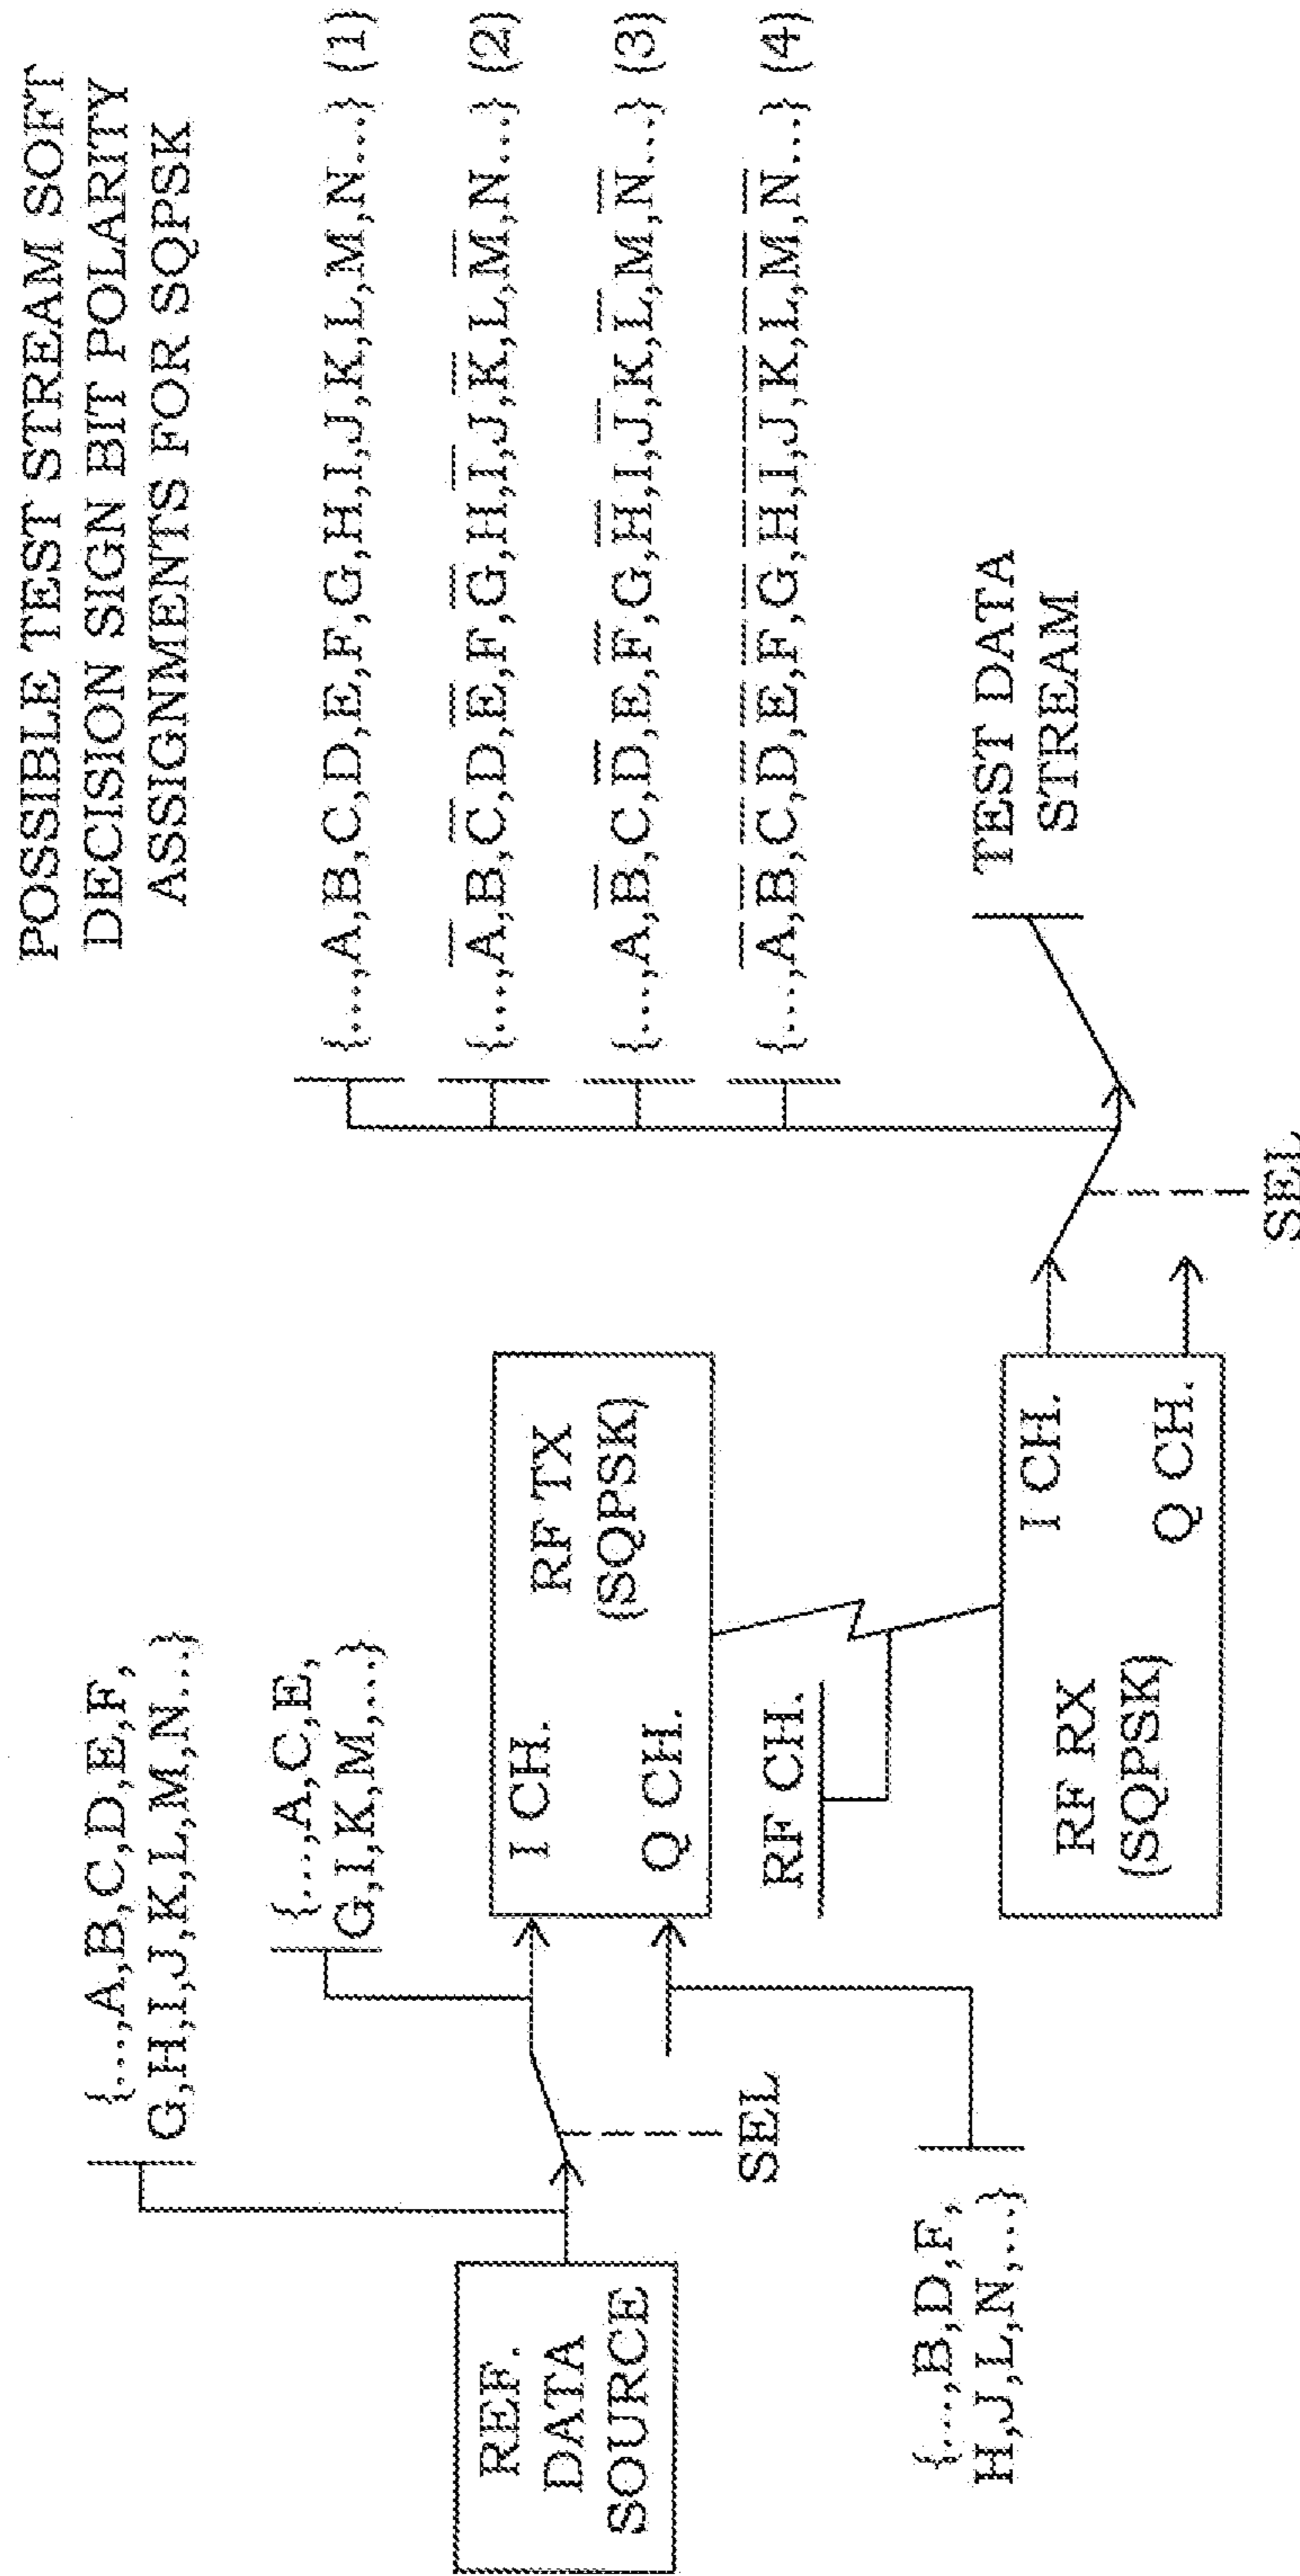 POSSIBLE TEST STREAM SOFT
DECISION SIGN BIT POLARITY
ASSIGNMENTS FOR SQPSK
{...,A,B,C,D,E,F,
G,H,I,J,K,L,M,N...}
{...,A,C,E,
G,I,K,M,...}
REF.
DATA
SOURCE
SEL
{...,B,D,F,
H,J,L,N,...}
I CH.
Q CH.
RF TX
(SQPSK)
RF CH.
RF RX
(SQPSK)
I CH.
Q CH.
SEL
{...,A,B,C,D,E,F,G,H,I,J,K,L,M,N...} (1)
{...,A̅,B,C̅,D,E̅,F,G̅,H,I̅,J,K̅,L,M̅,N...} (2)
{...,A,B̅,C,D̅,E,F̅,G,H̅,I,J̅,K,L̅,M,N̅...} (3)
{...,A̅,B̅,C̅,D̅,E̅,F̅,G̅,H̅,I̅,J̅,K̅,L̅,M̅,N̅...} (4)
TEST DATA
STREAM